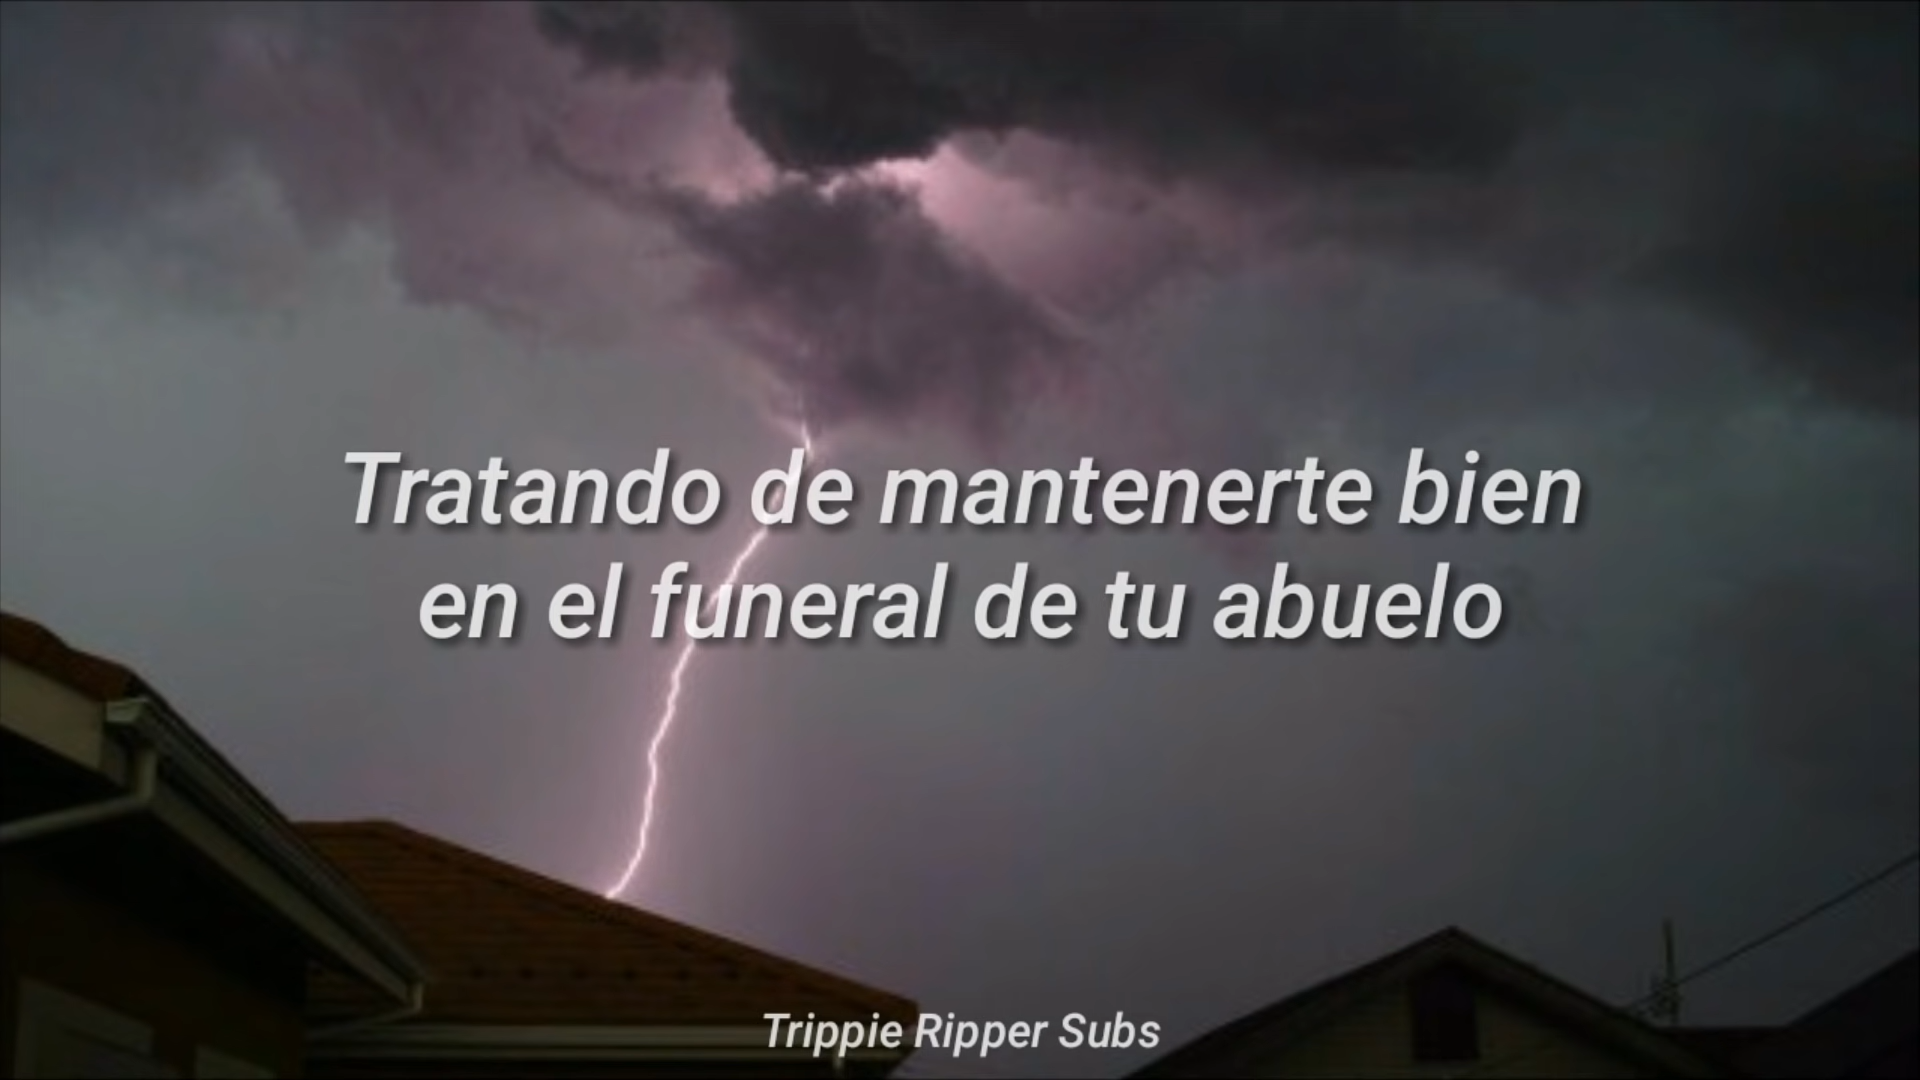 Tratando de mantenerte bien
en el funeral de tu abuelo
Trippie Ripper Subs